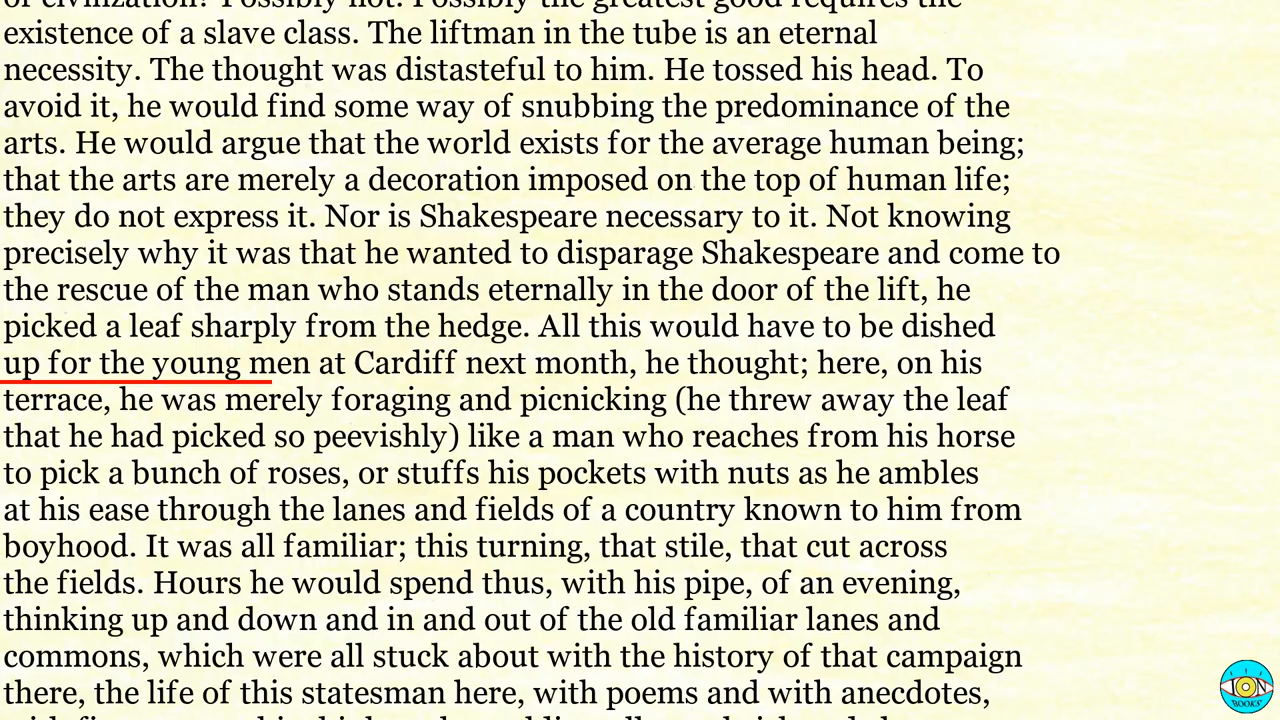 of civilization? Possibly not. Possibly the greatest good requires the
existence of a slave class. The liftman in the tube is an eternal
necessity. The thought was distasteful to him. He tossed his head. To
avoid it, he would find some way of snubbing the predominance of the
arts. He would argue that the world exists for the average human being;
that the arts are merely a decoration imposed on the top of human life;
they do not express it. Nor is Shakespeare necessary to it. Not knowing
precisely why it was that he wanted to disparage Shakespeare and come to
the rescue of the man who stands eternally in the door of the lift, he
picked a leaf sharply from the hedge. All this would have to be dished
up for the young men at Cardiff next month, he thought; here, on his
terrace, he was merely foraging and picnicking (he threw away the leaf
that he had picked so peevishly) like a man who reaches from his horse
to pick a bunch of roses, or stuffs his pockets with nuts as he ambles
at his ease through the lanes and fields of a country known to him from
boyhood. It was all familiar; this turning, that stile, that cut across
the fields. Hours he would spend thus, with his pipe, of an evening,
thinking up and down and in and out of the old familiar lanes and
commons, which were all stuck about with the history of that campaign
there, the life of this statesman here, with poems and with anecdotes,
ION
BOOKS